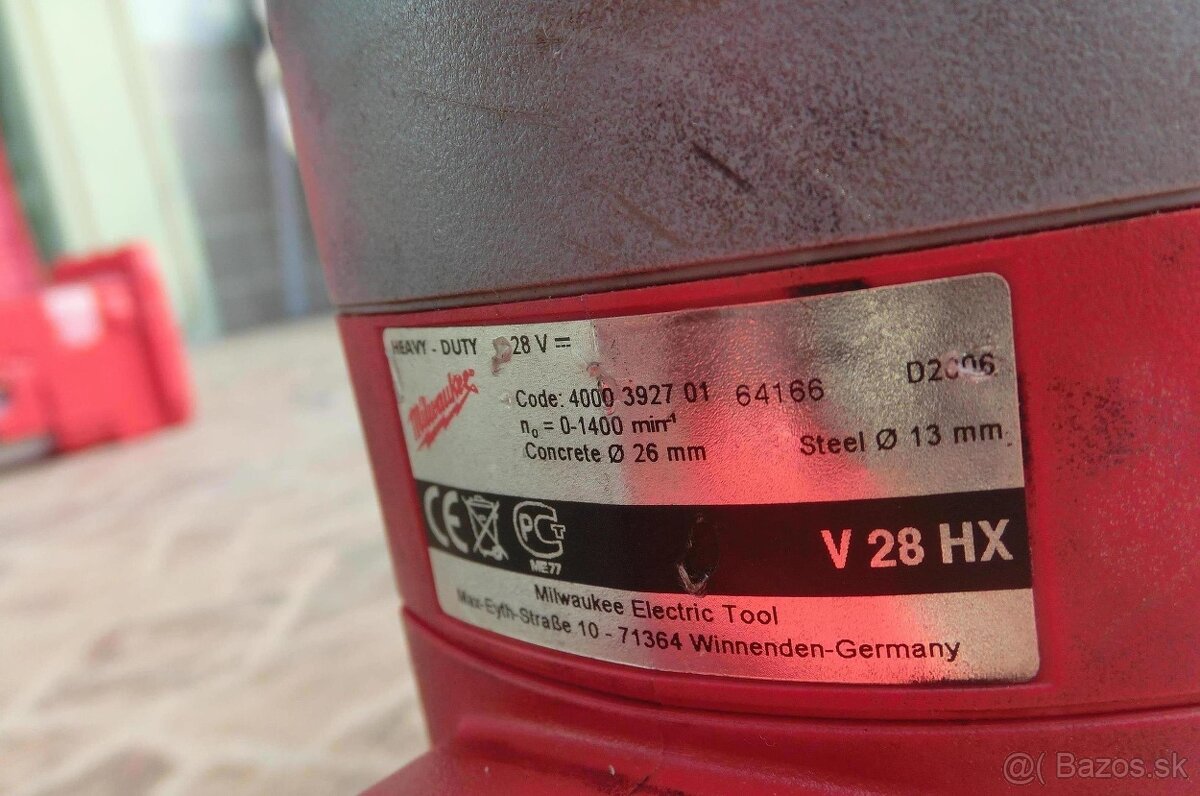 HEAVY - DUTY 28 V
Milwaukee
Code: 4000 3927 01 64166
D2006
n₀ = 0-1400 min⁻¹
Concrete Ø 26 mm
Steel Ø 13 mm
CE
PC T
ME77
V 28 HX
Milwaukee Electric Tool
Max-Eyth-Straße 10 - 71364 Winnenden-Germany
@( Bazos.sk